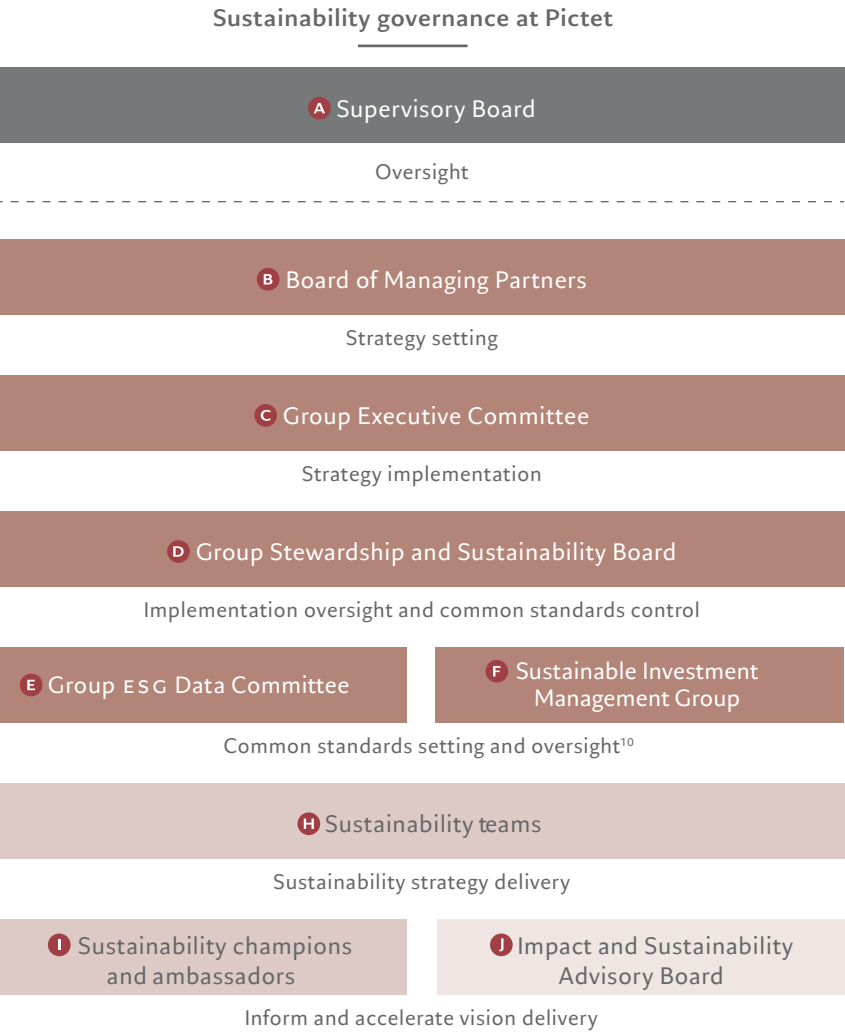 Sustainability governance at Pictet
A Supervisory Board
Oversight
B Board of Managing Partners
Strategy setting
C Group Executive Committee
Strategy implementation
D Group Stewardship and Sustainability Board
Implementation oversight and common standards control
E Group ESG Data Committee
F Sustainable Investment
Management Group
Common standards setting and oversight¹⁰
H Sustainability teams
Sustainability strategy delivery
I Sustainability champions
and ambassadors
J Impact and Sustainability
Advisory Board
Inform and accelerate vision delivery